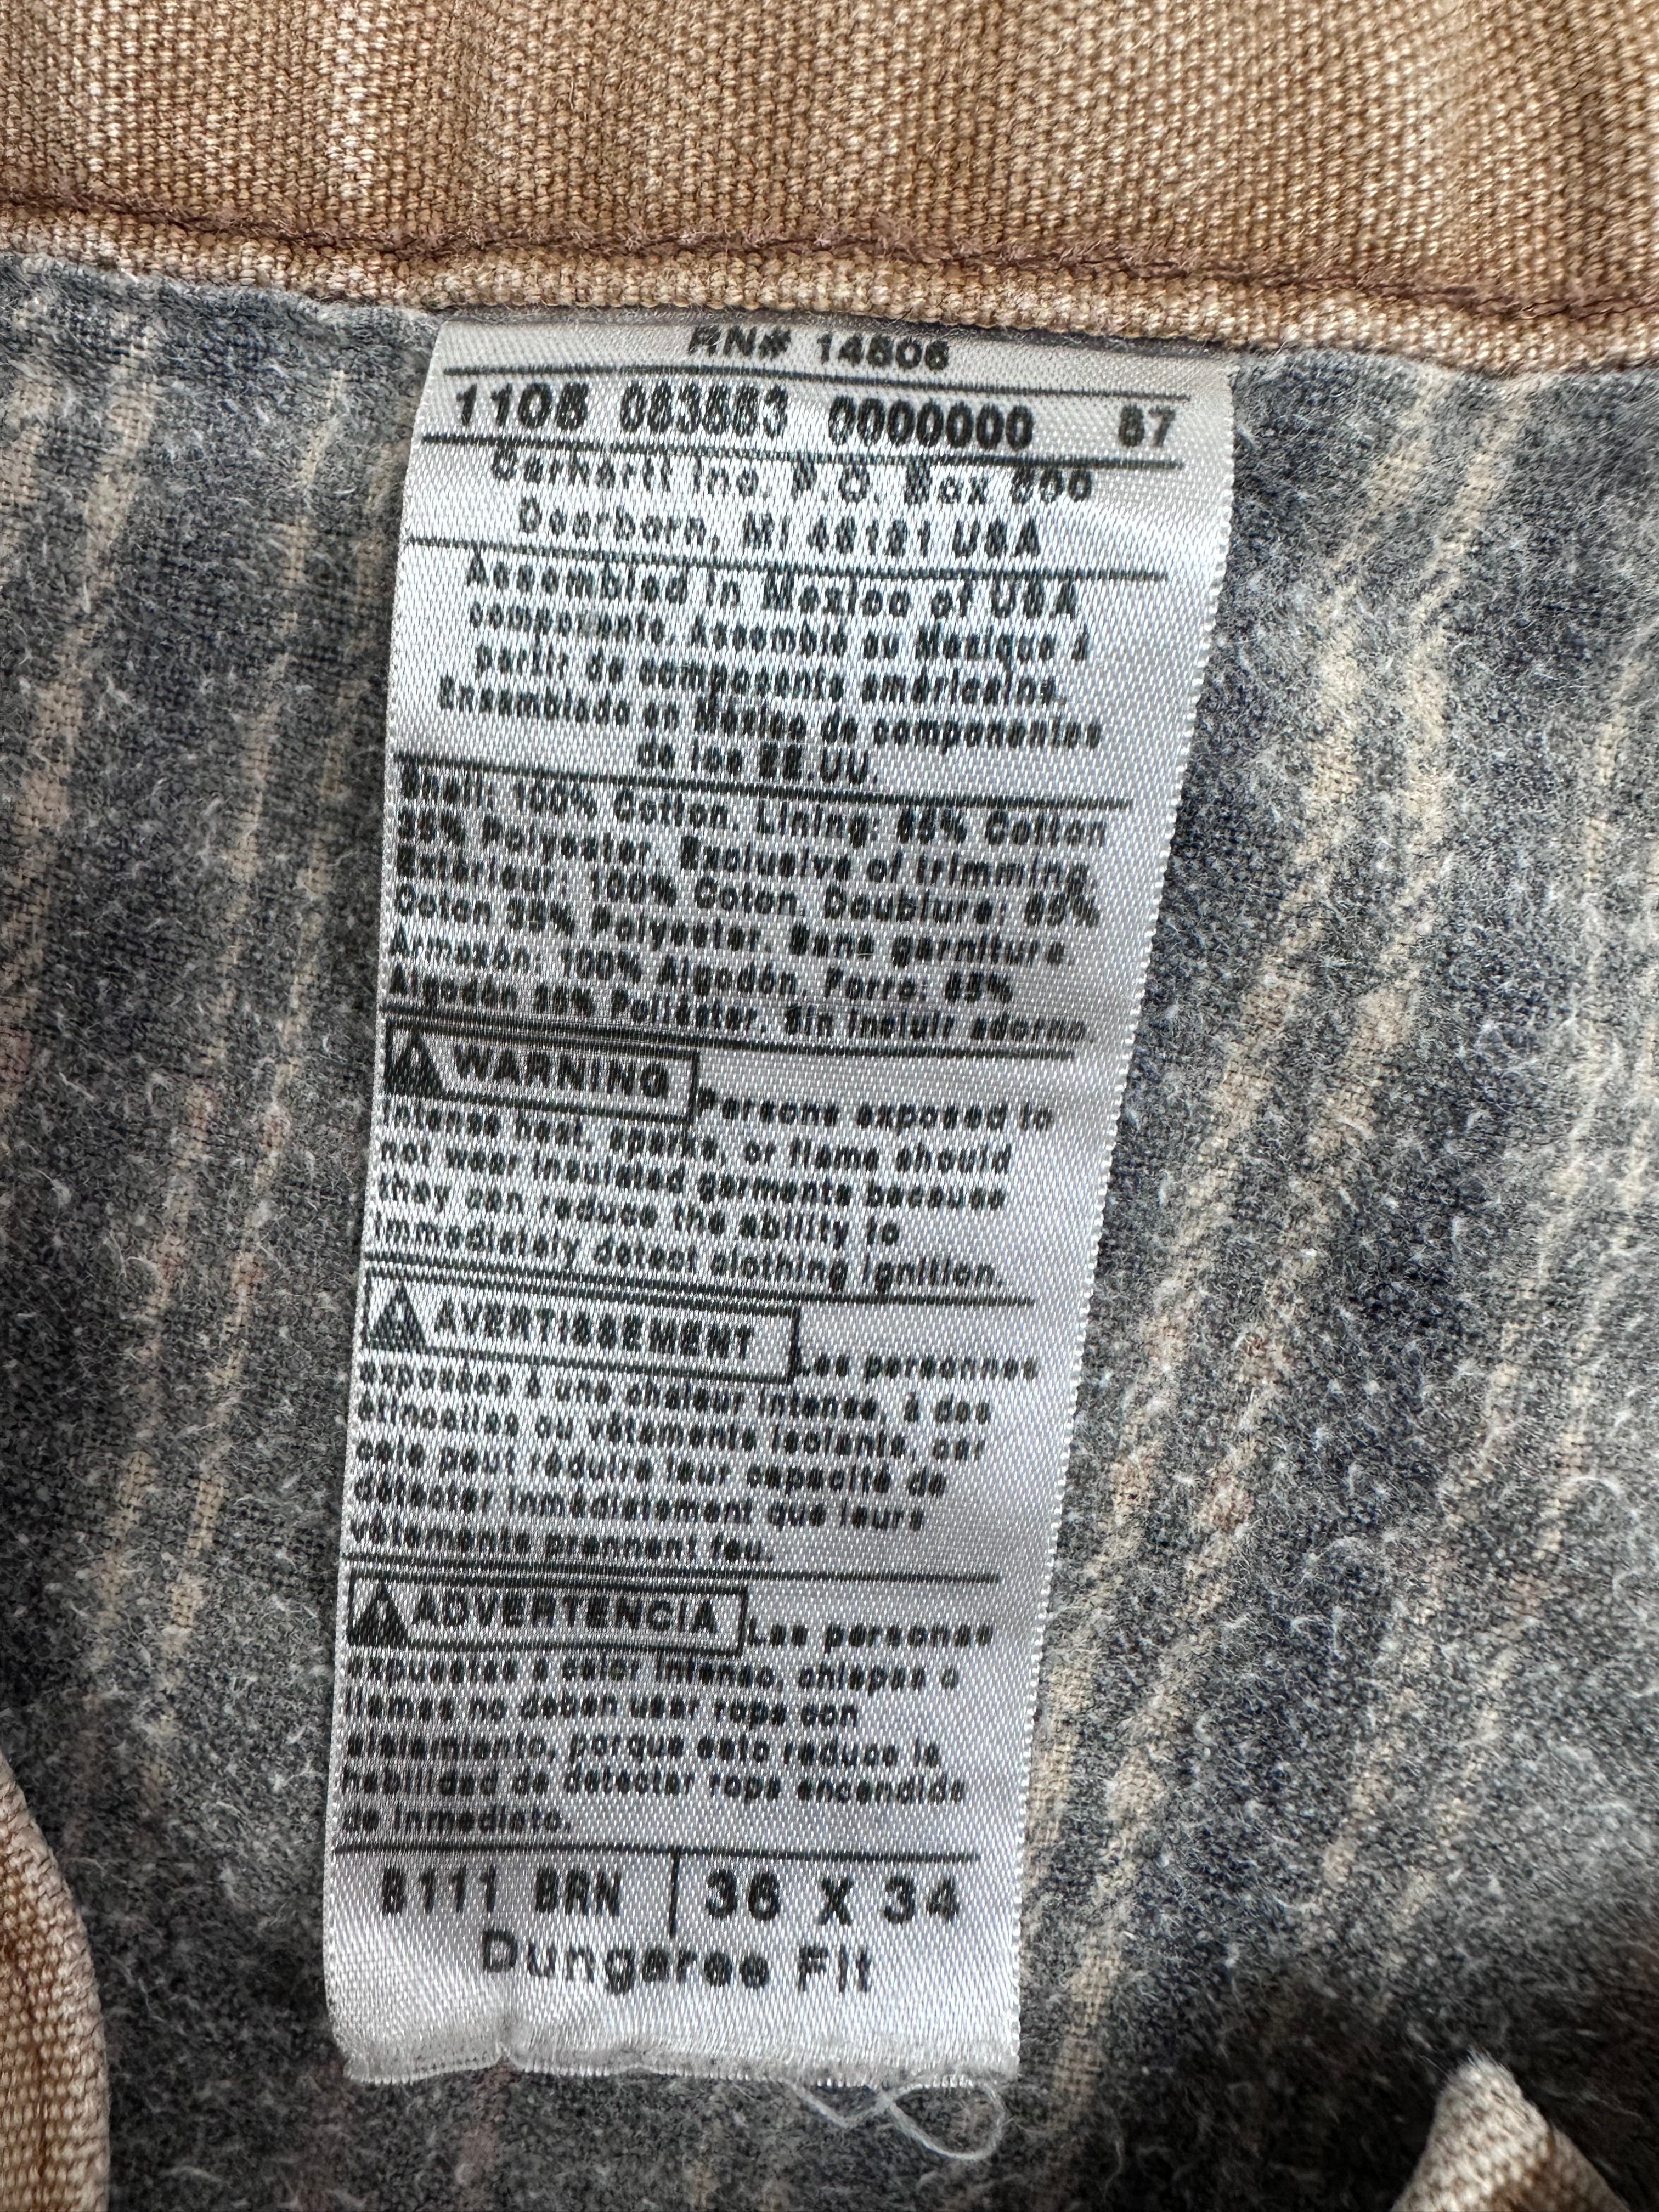 RN# 14806
1105 083683 0000000 87
Carhartt Inc. P.O. Box 600
Dearborn, MI 48121 USA
Assembled in Mexico of USA
components. Assemblé au Mexique à
partir de composants américains.
Ensamblado en Mexico de componentes
de los EE.UU.
Shell: 100% Cotton. Lining: 65% Cotton
35% Polyester. Exclusive of trimming
Extérieur: 100% Coton. Doublure: 65%
Coton 35% Polyester. Sans garniture
Armazón: 100% Algodón. Forro: 65%
Algodón 35% Poliéster. Sin incluir adorno
WARNING Persons exposed to
intense heat, sparks, or flame should
not wear insulated garments because
they can reduce the ability to
immediately detect clothing ignition.
AVERTISSEMENT Les personnes
exposées à une chaleur intense, à des
étincelles ou vêtements isolants, car
cela peut réduire leur capacité de
détecter immédiatement que leurs
vêtements prennent feu.
ADVERTENCIA Las personas
expuestas a calor intenso, chispas o
llamas no deben usar ropa con
aislamiento, porque esto reduce la
habilidad de detectar ropa encendida
de inmediato.
B111 BRN 36 X 34
Dungaree Fit